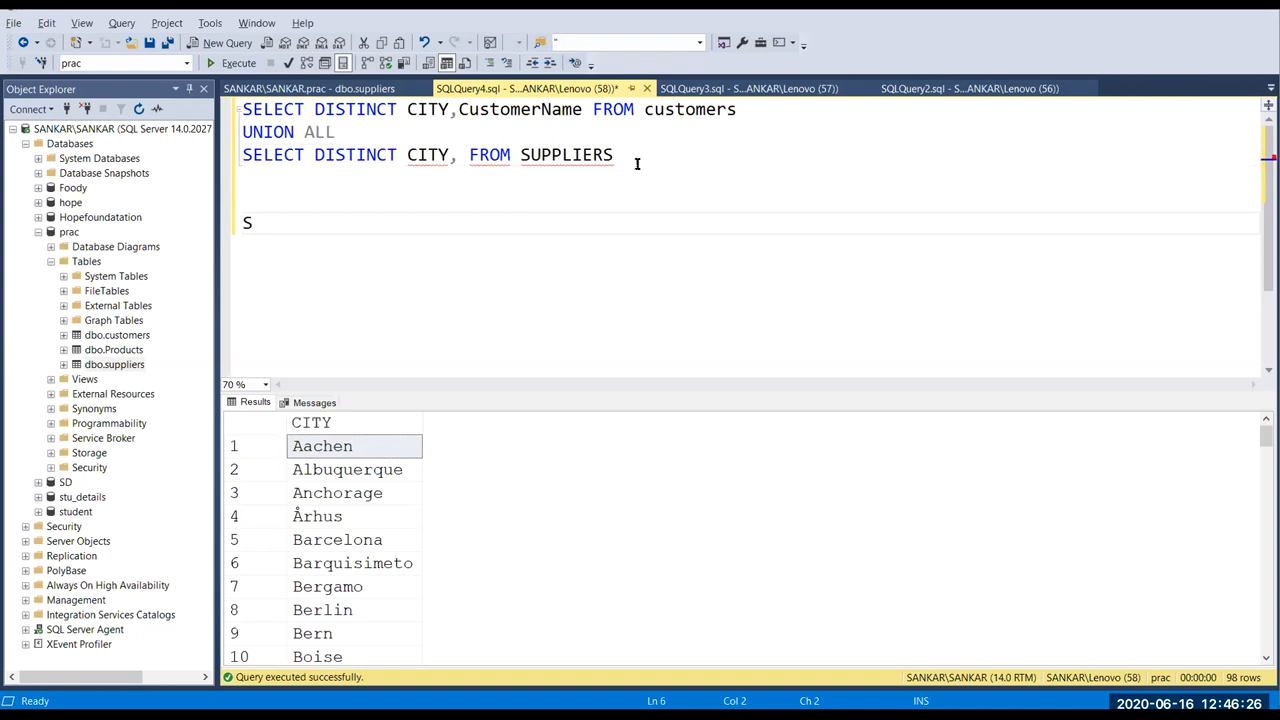 File Edit View Query Project Tools Window Help
New Query
prac Execute
Object Explorer
Connect
SANKAR\SANKAR (SQL Server 14.0.2027
Databases
System Databases
Database Snapshots
Foody
hope
Hopefoundatation
prac
Database Diagrams
Tables
System Tables
FileTables
External Tables
Graph Tables
dbo.customers
dbo.Products
dbo.suppliers
Views
External Resources
Synonyms
Programmability
Service Broker
Storage
Security
SD
stu_details
student
Security
Server Objects
Replication
PolyBase
Always On High Availability
Management
Integration Services Catalogs
SQL Server Agent
XEvent Profiler
SANKAR\SANKAR.prac - dbo.suppliers SQLQuery4.sql - S...ANKAR\Lenovo (58))* SQLQuery3.sql - S...ANKAR\Lenovo (57)) SQLQuery2.sql - S...ANKAR\Lenovo (56))
SELECT DISTINCT CITY,CustomerName FROM customers
UNION ALL
SELECT DISTINCT CITY, FROM SUPPLIERS
S
70 %
Results Messages
CITY
1 Aachen
2 Albuquerque
3 Anchorage
4 Århus
5 Barcelona
6 Barquisimeto
7 Bergamo
8 Berlin
9 Bern
10 Boise
Query executed successfully. SANKAR\SANKAR (14.0 RTM) SANKAR\Lenovo (58) prac 00:00:00 98 rows
Ready Ln 6 Col 2 Ch 2 INS
2020-06-16 12:46:26